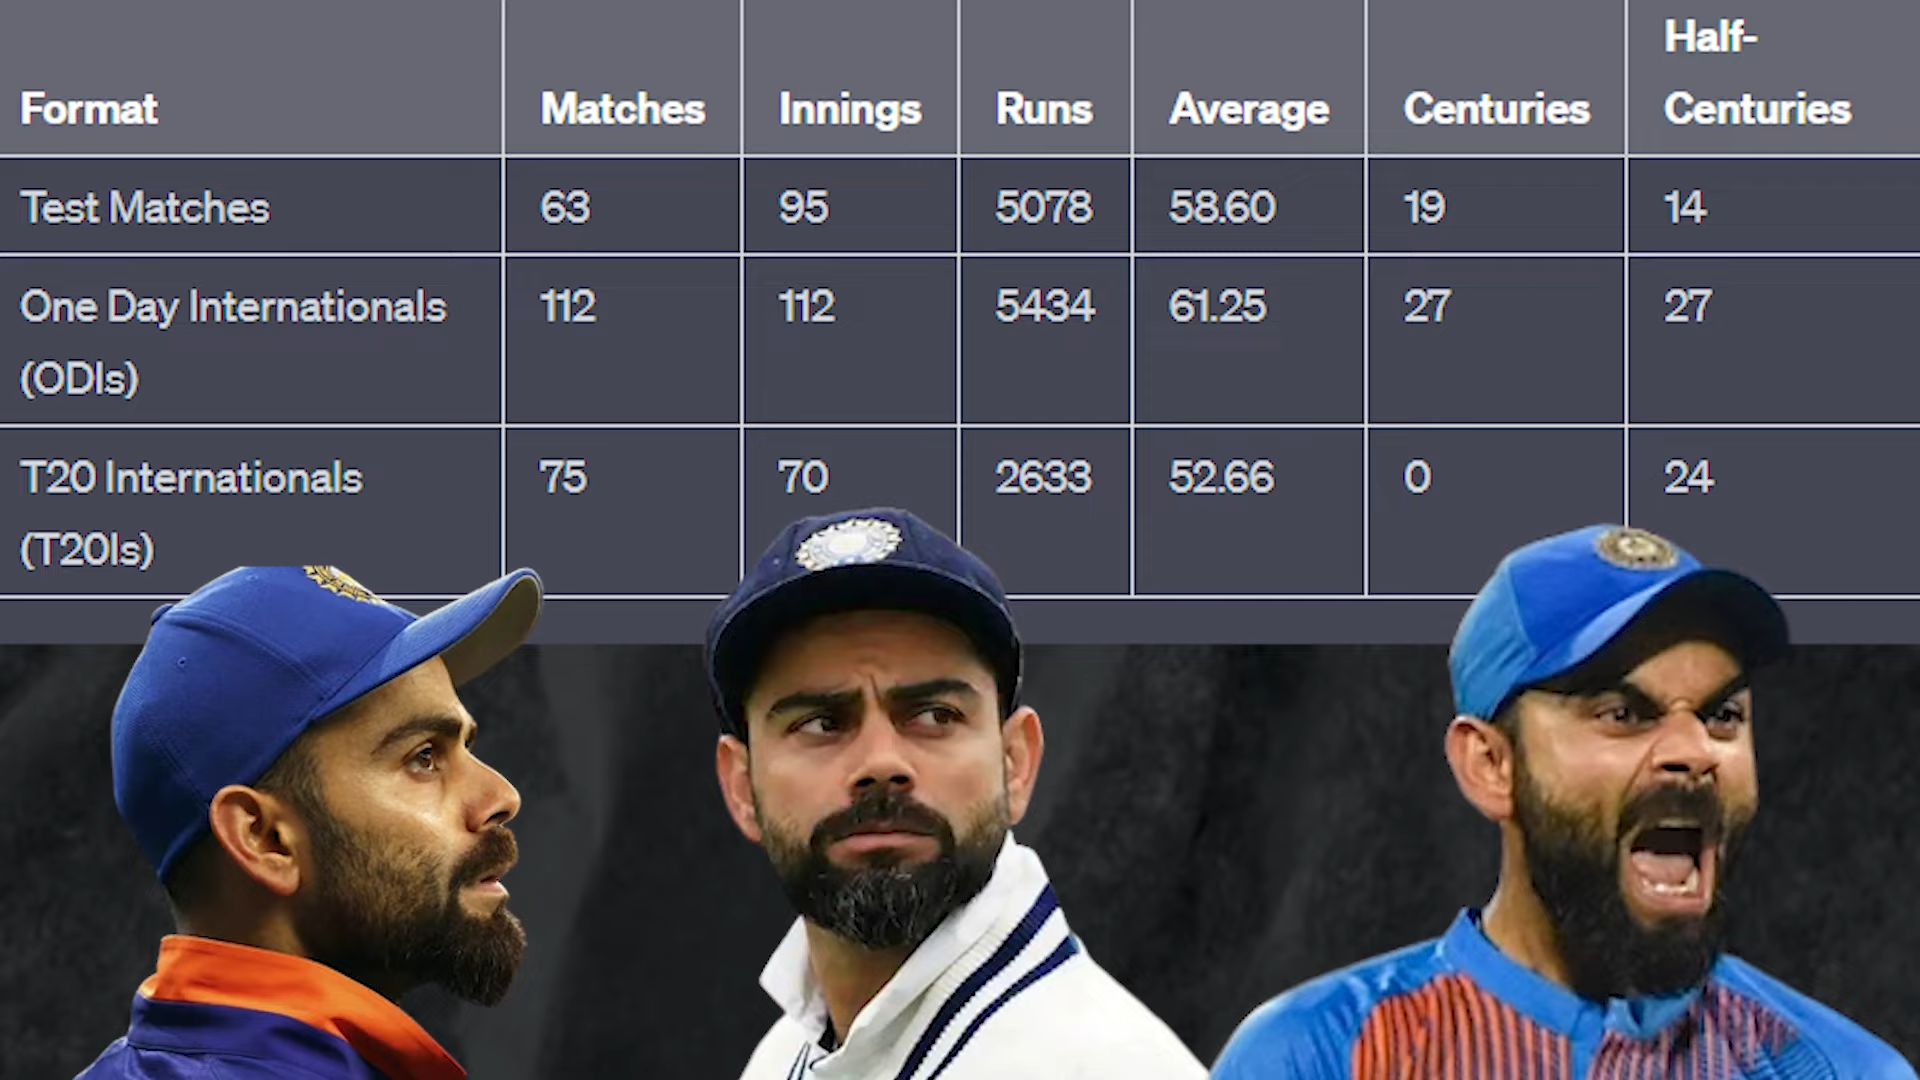 Format Matches Innings Runs Average Centuries Half-
Centuries
Test Matches 63 95 5078 58.60 19 14
One Day Internationals 112 112 5434 61.25 27 27
(ODIs)
T20 Internationals 75 70 2633 52.66 0 24
(T20Is)